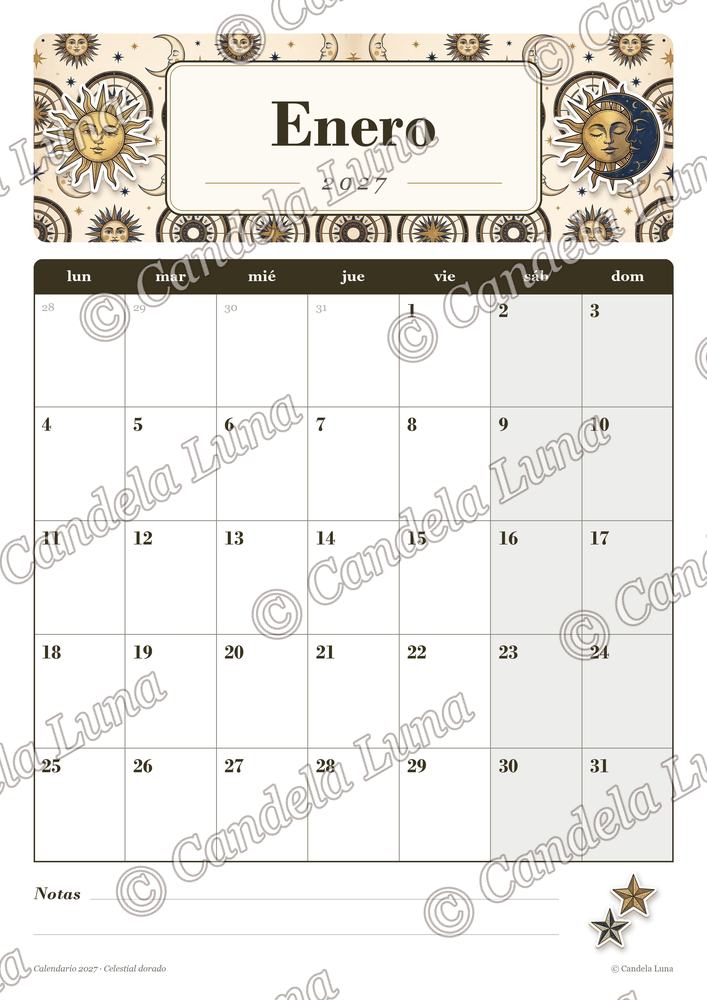 Enero
2027
lun mar mié jue vie sáb dom
28 29 30 31 1 2 3
4 5 6 7 8 9 10
11 12 13 14 15 16 17
18 19 20 21 22 23 24
25 26 27 28 29 30 31
Notas
Calendario 2027 · Celestial dorado © Candela Luna
© Candela Luna